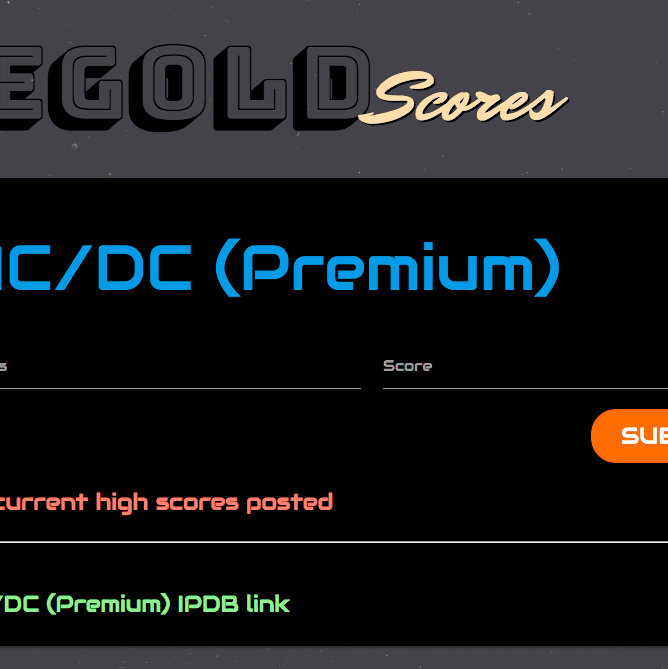 EGOLD Scores
AC/DC (Premium)
s Score
SUB
current high scores posted
/DC (Premium) IPDB link